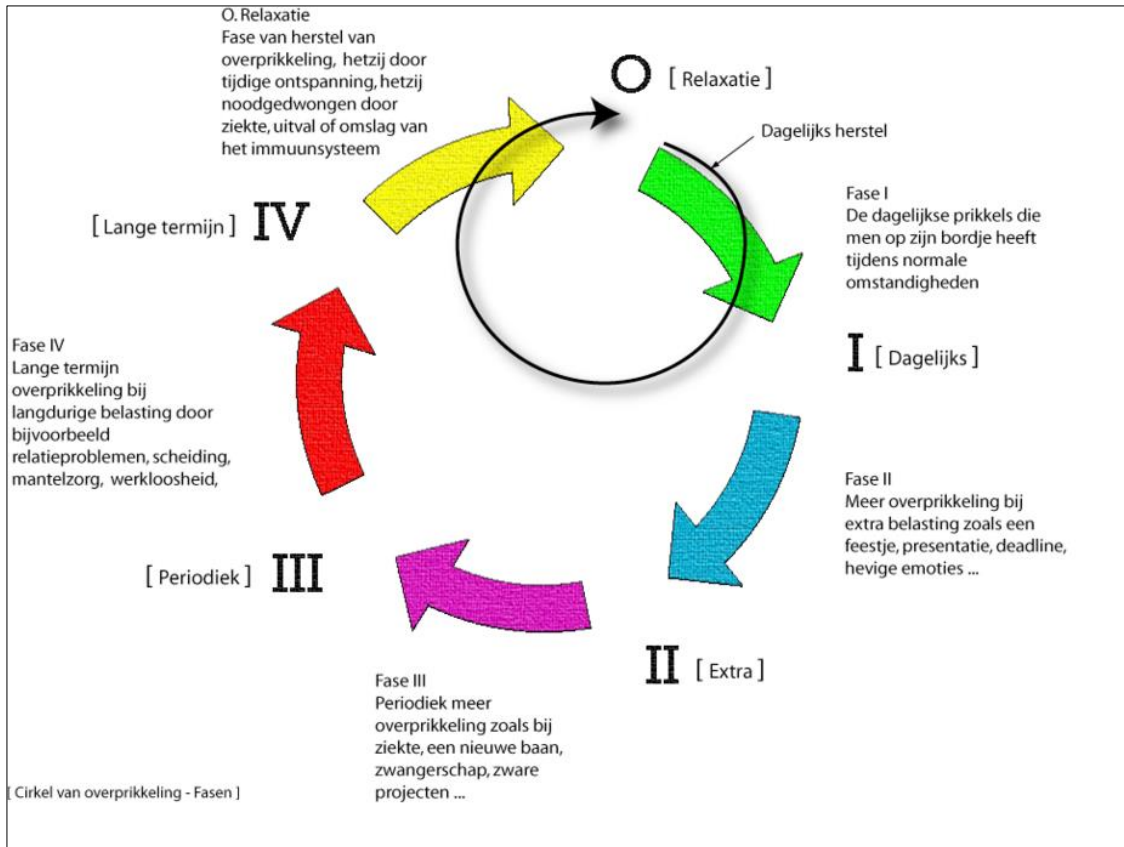 O. Relaxatie
Fase van herstel van
overprikkeling, hetzij door
tijdige ontspanning, hetzij
noodgedwongen door
ziekte, uitval of omslag van
het immuunsysteem
O [ Relaxatie ]
Dagelijks herstel
Fase I
De dagelijkse prikkels die
men op zijn bordje heeft
tijdens normale
omstandigheden
I [ Dagelijks ]
Fase II
Meer overprikkeling bij
extra belasting zoals een
feestje, presentatie, deadline,
hevige emoties ...
II [ Extra ]
Fase III
Periodiek meer
overprikkeling zoals bij
ziekte, een nieuwe baan,
zwangerschap, zware
projecten ...
[ Periodiek ] III
Fase IV
Lange termijn
overprikkeling bij
langdurige belasting door
bijvoorbeeld
relatieproblemen, scheiding,
mantelzorg, werkloosheid,
[ Lange termijn ] IV
[ Cirkel van overprikkeling - Fasen ]